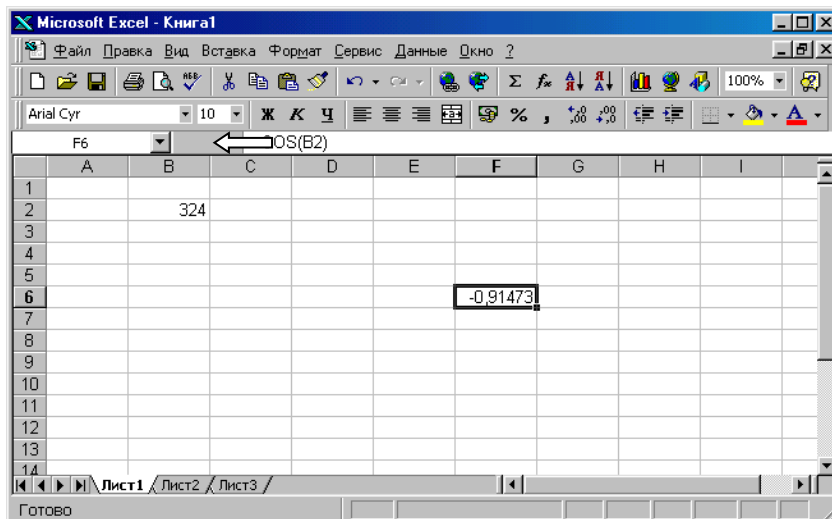 Microsoft Excel - Книга1
Файл Правка Вид Вставка Формат Сервис Данные Окно ?
100%
Arial Cyr 10 Ж К Ч
F6 OS(B2)
A B C D E F G H I
1
2 324
3
4
5
6 -0,91473
7
8
9
10
11
12
13
14
Лист1 Лист2 Лист3
Готово